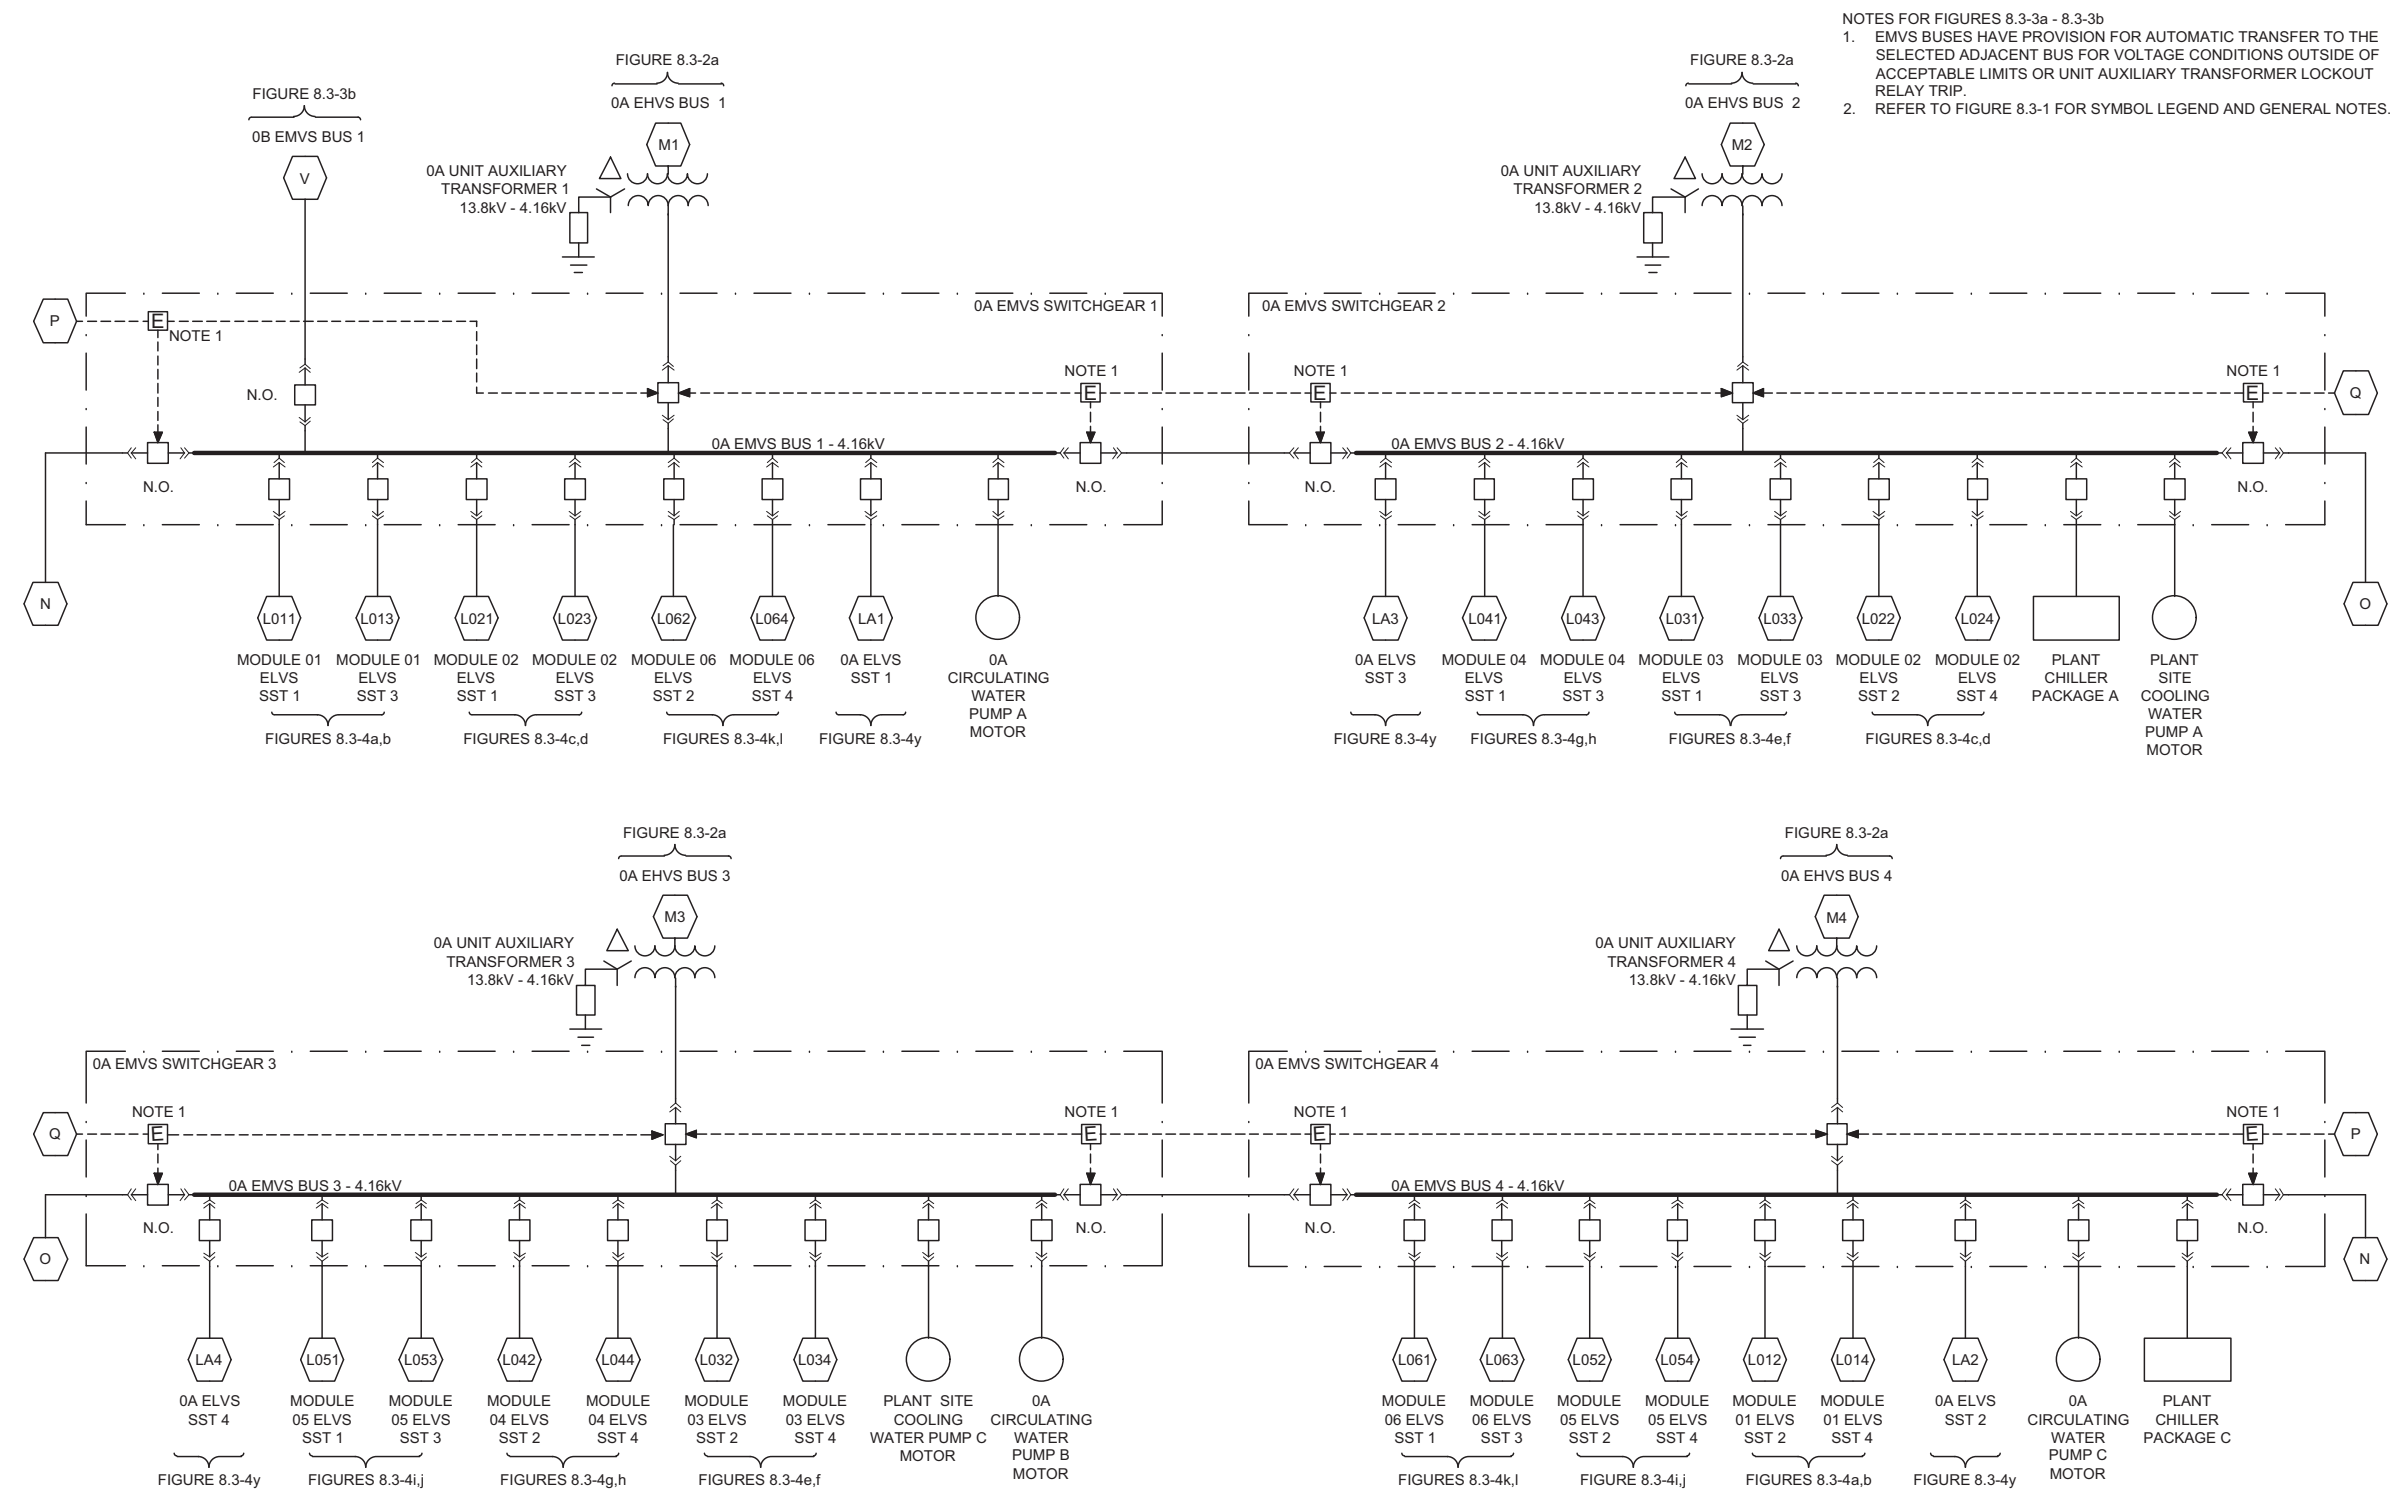 NOTES FOR FIGURES 8.3-3a - 8.3-3b
1. EMVS BUSES HAVE PROVISION FOR AUTOMATIC TRANSFER TO THE
SELECTED ADJACENT BUS FOR VOLTAGE CONDITIONS OUTSIDE OF
ACCEPTABLE LIMITS OR UNIT AUXILIARY TRANSFORMER LOCKOUT
RELAY TRIP.
2. REFER TO FIGURE 8.3-1 FOR SYMBOL LEGEND AND GENERAL NOTES.
FIGURE 8.3-3b
0B EMVS BUS 1
V
FIGURE 8.3-2a
0A EHVS BUS 1
M1
0A UNIT AUXILIARY
TRANSFORMER 1
13.8kV - 4.16kV
0A EMVS SWITCHGEAR 1
P
E
NOTE 1
N.O.
NOTE 1
E
0A EMVS BUS 1 - 4.16kV
N.O.
N.O.
N
L011
L013
L021
L023
L062
L064
LA1
MODULE 01
ELVS
SST 1
MODULE 01
ELVS
SST 3
MODULE 02
ELVS
SST 1
MODULE 02
ELVS
SST 3
MODULE 06
ELVS
SST 2
MODULE 06
ELVS
SST 4
0A ELVS
SST 1
0A
CIRCULATING
WATER
PUMP A
MOTOR
FIGURES 8.3-4a,b
FIGURES 8.3-4c,d
FIGURES 8.3-4k,l
FIGURE 8.3-4y
FIGURE 8.3-2a
0A EHVS BUS 2
M2
0A UNIT AUXILIARY
TRANSFORMER 2
13.8kV - 4.16kV
0A EMVS SWITCHGEAR 2
NOTE 1
E
NOTE 1
E
Q
0A EMVS BUS 2 - 4.16kV
N.O.
N.O.
O
LA3
L041
L043
L031
L033
L022
L024
0A ELVS
SST 3
MODULE 04
ELVS
SST 1
MODULE 04
ELVS
SST 3
MODULE 03
ELVS
SST 1
MODULE 03
ELVS
SST 3
MODULE 02
ELVS
SST 2
MODULE 02
ELVS
SST 4
PLANT
CHILLER
PACKAGE A
PLANT
SITE
COOLING
WATER
PUMP A
MOTOR
FIGURE 8.3-4y
FIGURES 8.3-4g,h
FIGURES 8.3-4e,f
FIGURES 8.3-4c,d
FIGURE 8.3-2a
0A EHVS BUS 3
M3
0A UNIT AUXILIARY
TRANSFORMER 3
13.8kV - 4.16kV
0A EMVS SWITCHGEAR 3
Q
NOTE 1
E
NOTE 1
E
0A EMVS BUS 3 - 4.16kV
N.O.
N.O.
O
LA4
L051
L053
L042
L044
L032
L034
0A ELVS
SST 4
MODULE
05 ELVS
SST 1
MODULE
05 ELVS
SST 3
MODULE
04 ELVS
SST 2
MODULE
04 ELVS
SST 4
MODULE
03 ELVS
SST 2
MODULE
03 ELVS
SST 4
PLANT SITE
COOLING
WATER PUMP C
MOTOR
0A
CIRCULATING
WATER
PUMP B
MOTOR
FIGURE 8.3-4y
FIGURES 8.3-4i,j
FIGURES 8.3-4g,h
FIGURES 8.3-4e,f
FIGURE 8.3-2a
0A EHVS BUS 4
M4
0A UNIT AUXILIARY
TRANSFORMER 4
13.8kV - 4.16kV
0A EMVS SWITCHGEAR 4
NOTE 1
E
NOTE 1
E
P
0A EMVS BUS 4 - 4.16kV
N.O.
N.O.
N
L061
L063
L052
L054
L012
L014
LA2
MODULE
06 ELVS
SST 1
MODULE
06 ELVS
SST 3
MODULE
05 ELVS
SST 2
MODULE
05 ELVS
SST 4
MODULE
01 ELVS
SST 2
MODULE
01 ELVS
SST 4
0A ELVS
SST 2
0A
CIRCULATING
WATER
PUMP C
MOTOR
PLANT
CHILLER
PACKAGE C
FIGURES 8.3-4k,l
FIGURE 8.3-4i,j
FIGURES 8.3-4a,b
FIGURE 8.3-4y